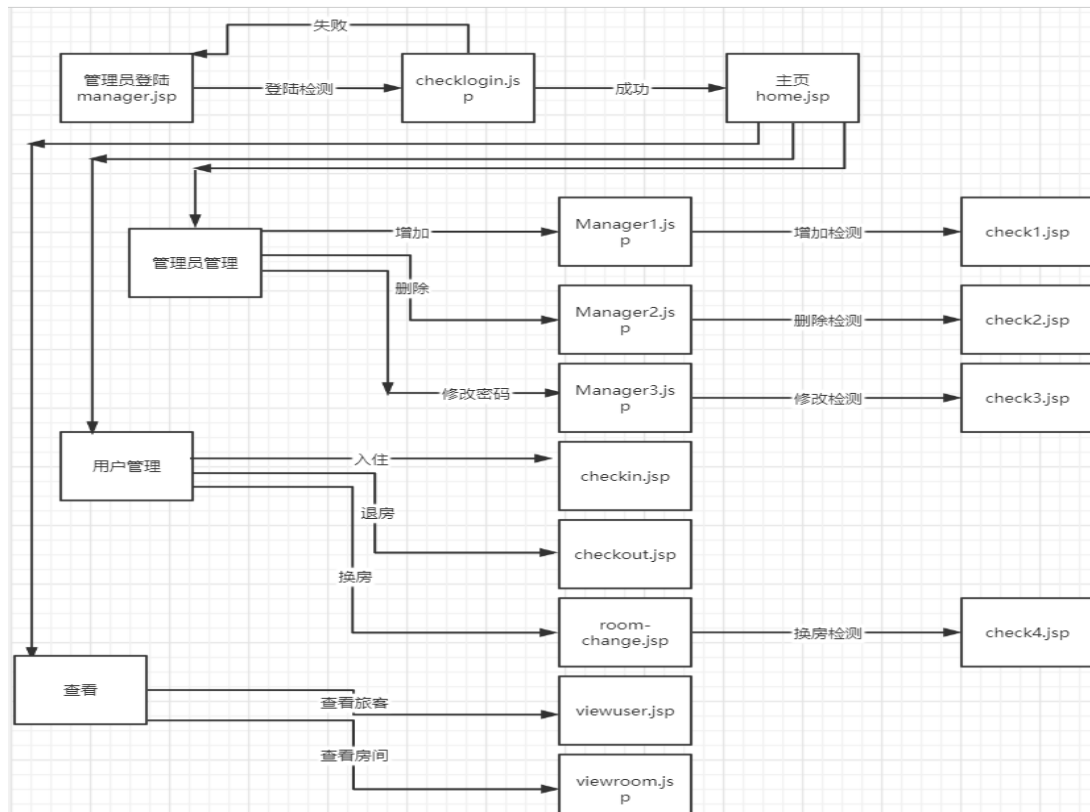 失败
管理员登陆
manager.jsp
登陆检测
checklogin.js
p
成功
主页
home.jsp
管理员管理
增加
Manager1.js
p
增加检测
check1.jsp
删除
Manager2.js
p
删除检测
check2.jsp
修改密码
Manager3.js
p
修改检测
check3.jsp
用户管理
入住
checkin.jsp
退房
checkout.jsp
换房
room-
change.jsp
换房检测
check4.jsp
查看
查看旅客
viewuser.jsp
查看房间
viewroom.js
p